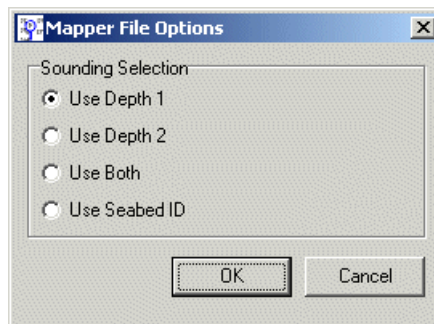 Mapper File Options
Sounding Selection
Use Depth 1
Use Depth 2
Use Both
Use Seabed ID
OK Cancel